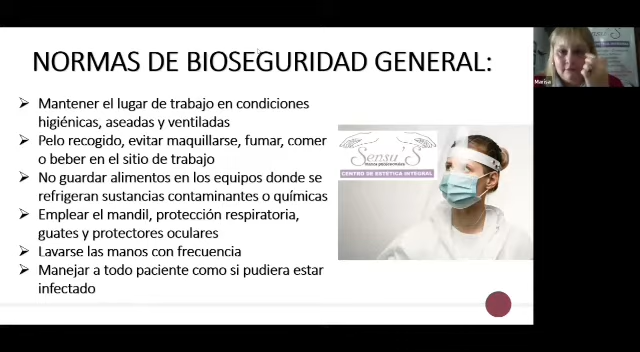 NORMAS DE BIOSEGURIDAD GENERAL:
Mantener el lugar de trabajo en condiciones
higiénicas, aseadas y ventiladas
Pelo recogido, evitar maquillarse, fumar, comer
o beber en el sitio de trabajo
No guardar alimentos en los equipos donde se
refrigeran sustancias contaminantes o químicas
Emplear el mandil, protección respiratoria,
guates y protectores oculares
Lavarse las manos con frecuencia
Manejar a todo paciente como si pudiera estar
infectado
Sensu'S
CENTRO DE ESTÉTICA INTEGRAL
Marisa